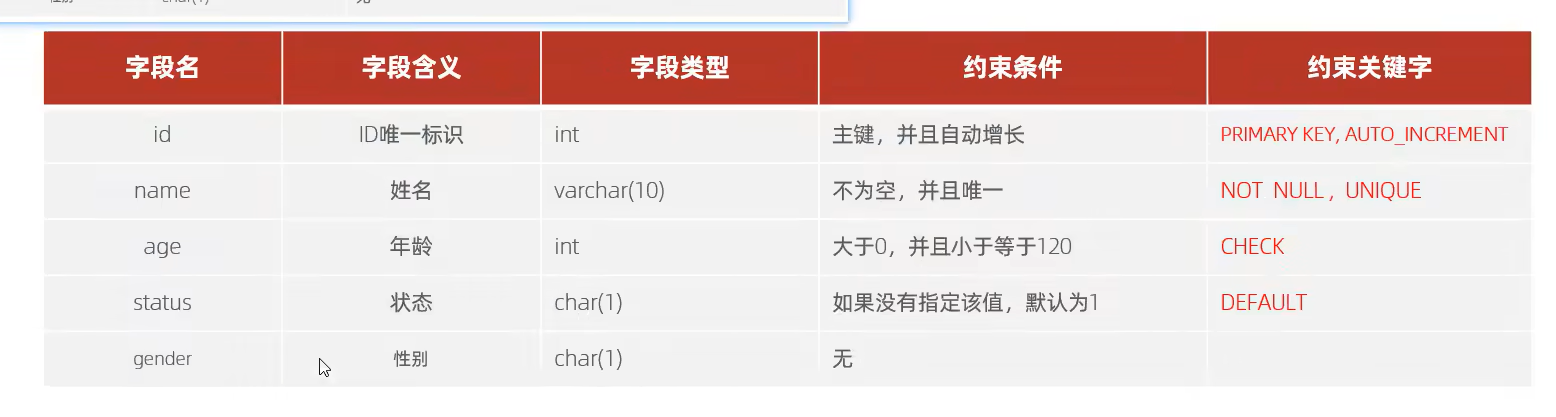 性别 char(1) 无
字段名 字段含义 字段类型 约束条件 约束关键字
id ID唯一标识 int 主键，并且自动增长 PRIMARY KEY, AUTO_INCREMENT
name 姓名 varchar(10) 不为空，并且唯一 NOT NULL , UNIQUE
age 年龄 int 大于0，并且小于等于120 CHECK
status 状态 char(1) 如果没有指定该值，默认为1 DEFAULT
gender 性别 char(1) 无